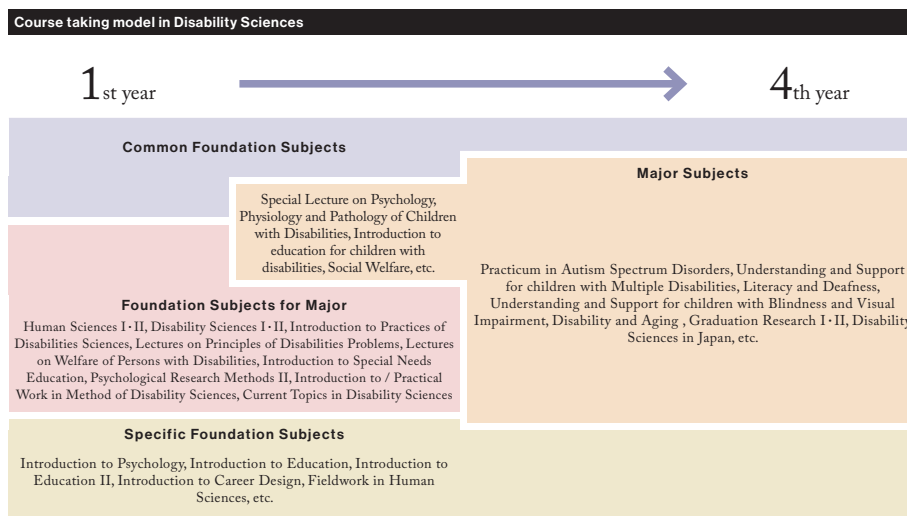 Course taking model in Disability Sciences
1st year
4th year
Common Foundation Subjects
Major Subjects
Special Lecture on Psychology,
Physiology and Pathology of Children
with Disabilities, Introduction to
education for children with
disabilities, Social Welfare, etc.
Practicum in Autism Spectrum Disorders, Understanding and Support
for children with Multiple Disabilities, Literacy and Deafness,
Understanding and Support for children with Blindness and Visual
Impairment, Disability and Aging , Graduation Research I・II, Disability
Sciences in Japan, etc.
Foundation Subjects for Major
Human Sciences I・II, Disability Sciences I・II, Introduction to Practices of
Disabilities Sciences, Lectures on Principles of Disabilities Problems, Lectures
on Welfare of Persons with Disabilities, Introduction to Special Needs
Education, Psychological Research Methods II, Introduction to / Practical
Work in Method of Disability Sciences, Current Topics in Disability Sciences
Specific Foundation Subjects
Introduction to Psychology, Introduction to Education, Introduction to
Education II, Introduction to Career Design, Fieldwork in Human
Sciences, etc.